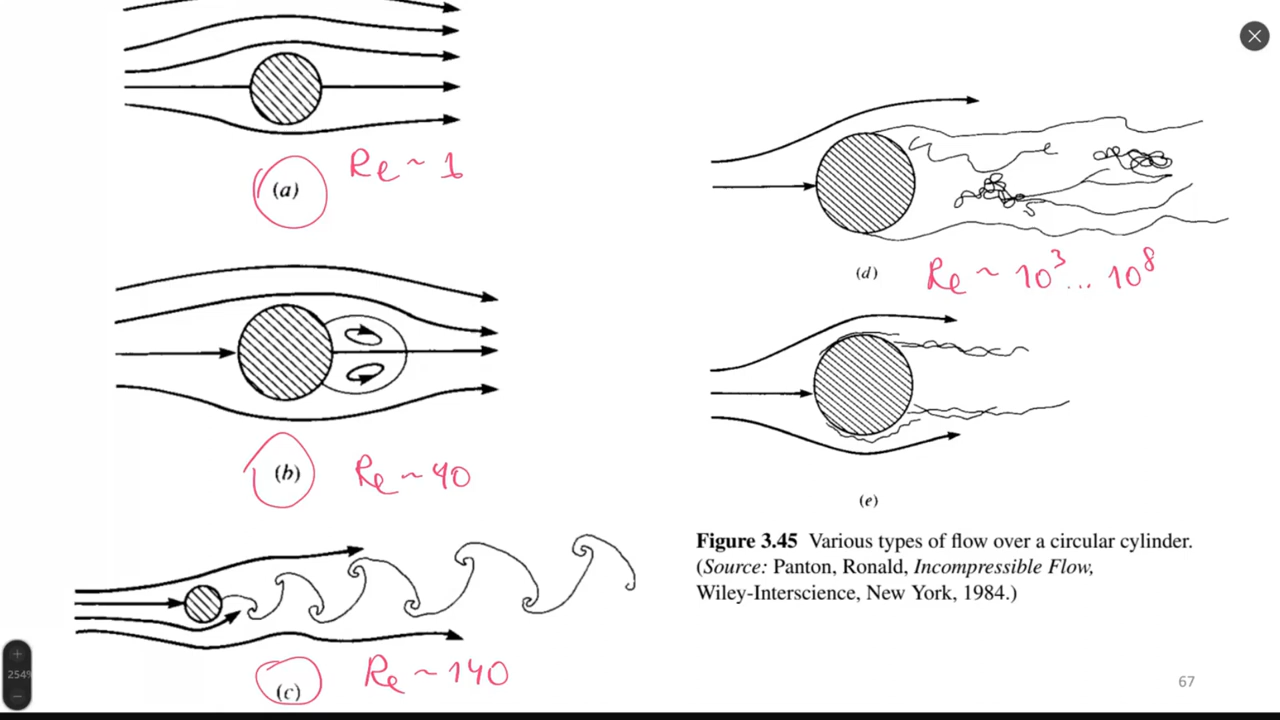 Re ~ 1
(a)
(b)
Re ~ 40
(c)
Re ~ 140
(d)
Re ~ 10³ ... 10⁸
(e)
Figure 3.45 Various types of flow over a circular cylinder.
(Source: Panton, Ronald, Incompressible Flow,
Wiley-Interscience, New York, 1984.)
67